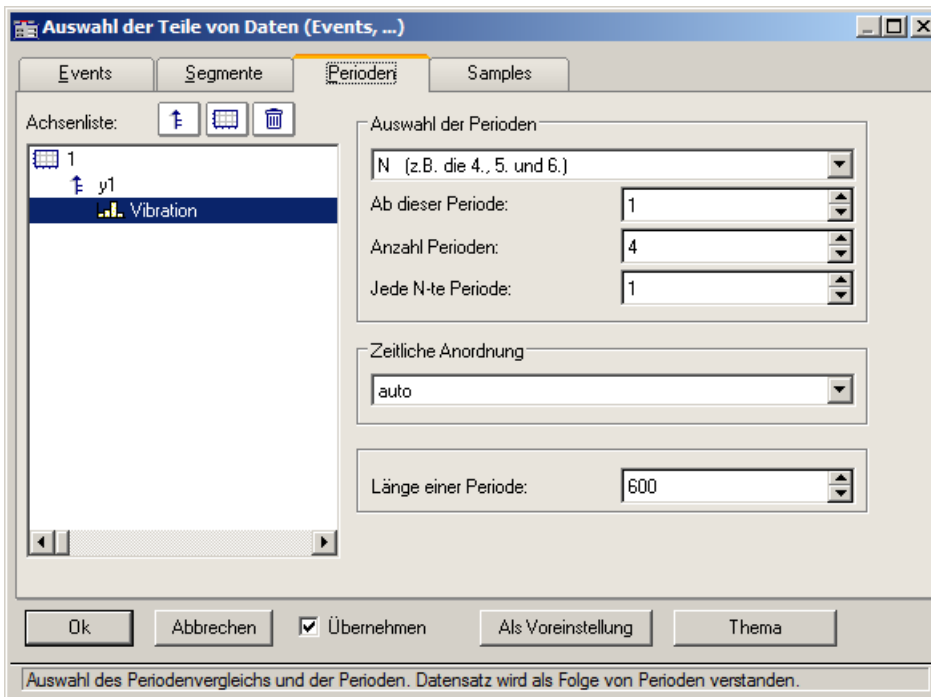 Auswahl der Teile von Daten (Events, ...)
Events
Segmente
Perioden
Samples
Achsenliste:
1
y1
Vibration
Auswahl der Perioden
N (z.B. die 4., 5. und 6.)
Ab dieser Periode: 1
Anzahl Perioden: 4
Jede N-te Periode: 1
Zeitliche Anordnung
auto
Länge einer Periode: 600
Ok
Abbrechen
Übernehmen
Als Voreinstellung
Thema
Auswahl des Periodenvergleichs und der Perioden. Datensatz wird als Folge von Perioden verstanden.